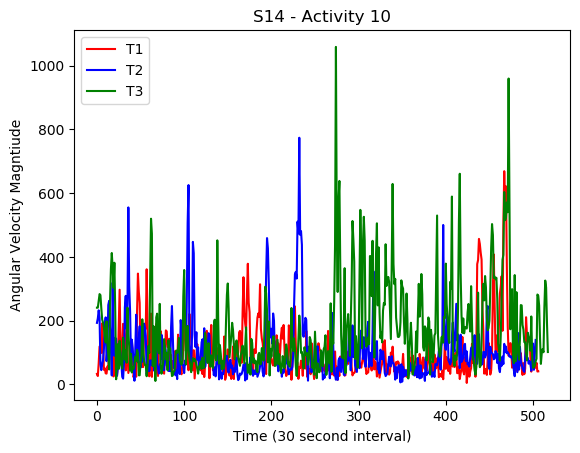 S14 - Activity 10
T1
T2
T3
1000
800
600
400
200
0
Angular Velocity Magntiude
0 100 200 300 400 500
Time (30 second interval)